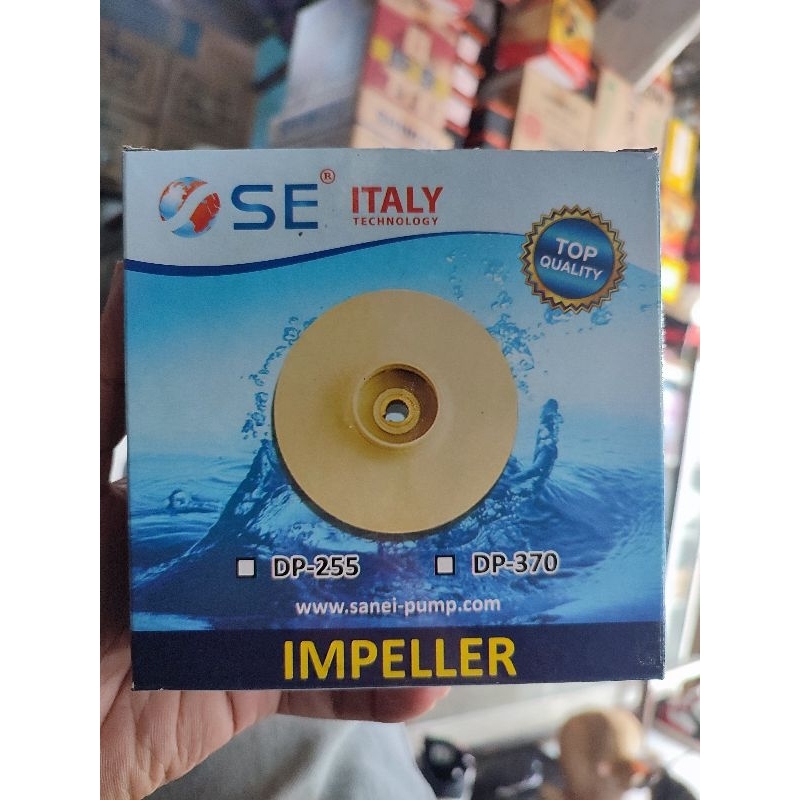 SE® ITALY
TECHNOLOGY
TOP
QUALITY
DP-255 DP-370
www.sanei-pump.com
IMPELLER